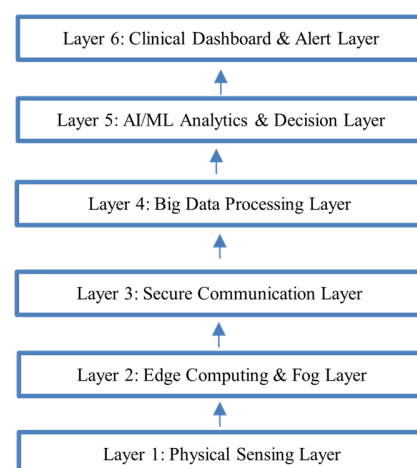 Layer 6: Clinical Dashboard & Alert Layer
Layer 5: AI/ML Analytics & Decision Layer
Layer 4: Big Data Processing Layer
Layer 3: Secure Communication Layer
Layer 2: Edge Computing & Fog Layer
Layer 1: Physical Sensing Layer